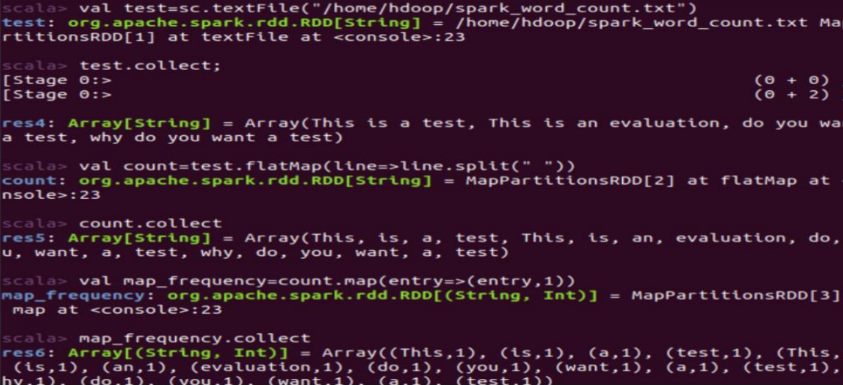 scala> val test=sc.textFile("/home/hdoop/spark_word_count.txt")
test: org.apache.spark.rdd.RDD[String] = /home/hdoop/spark_word_count.txt Ma
rtitionsRDD[1] at textFile at <console>:23
scala> test.collect;
[Stage 0:> (0 + 0)
[Stage 0:> (0 + 2)
res4: Array[String] = Array(This is a test, This is an evaluation, do you wa
a test, why do you want a test)
scala> val count=test.flatMap(line=>line.split(" "))
count: org.apache.spark.rdd.RDD[String] = MapPartitionsRDD[2] at flatMap at
nsole>:23
scala> count.collect
res5: Array[String] = Array(This, is, a, test, This, is, an, evaluation, do,
u, want, a, test, why, do, you, want, a, test)
scala> val map_frequency=count.map(entry=>(entry,1))
map_frequency: org.apache.spark.rdd.RDD[(String, Int)] = MapPartitionsRDD[3]
map at <console>:23
scala> map_frequency.collect
res6: Array[(String, Int)] = Array((This,1), (is,1), (a,1), (test,1), (This,
(is,1), (an,1), (evaluation,1), (do,1), (you,1), (want,1), (a,1), (test,1),
hy,1), (do,1), (you,1), (want,1), (a,1), (test,1))